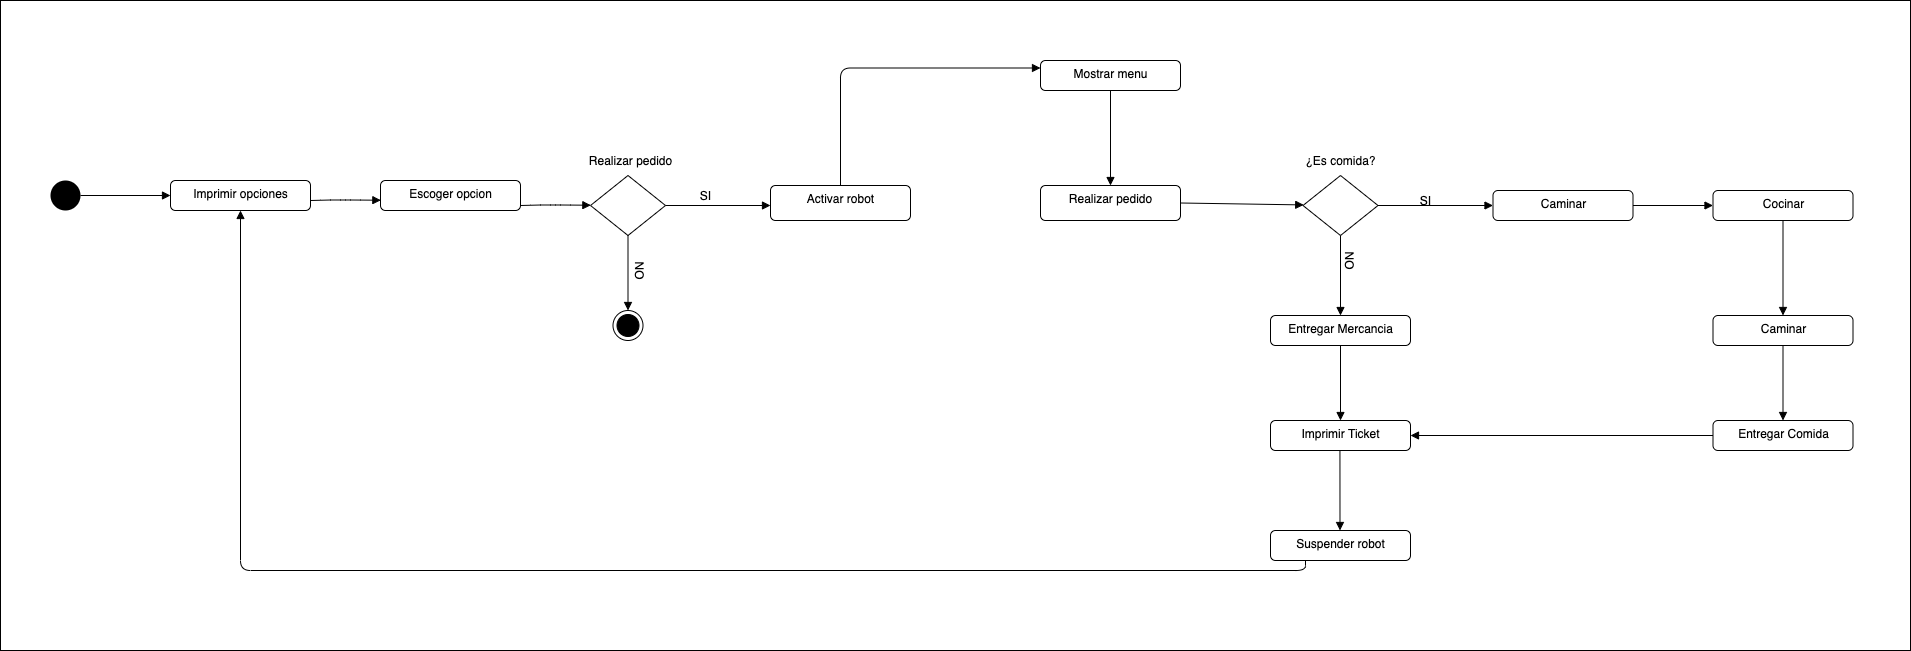 Mostrar menu
Realizar pedido
¿Es comida?
Imprimir opciones
Escoger opcion
SI
Activar robot
Realizar pedido
SI
Caminar
Cocinar
NO
NO
Entregar Mercancia
Caminar
Imprimir Ticket
Entregar Comida
Suspender robot